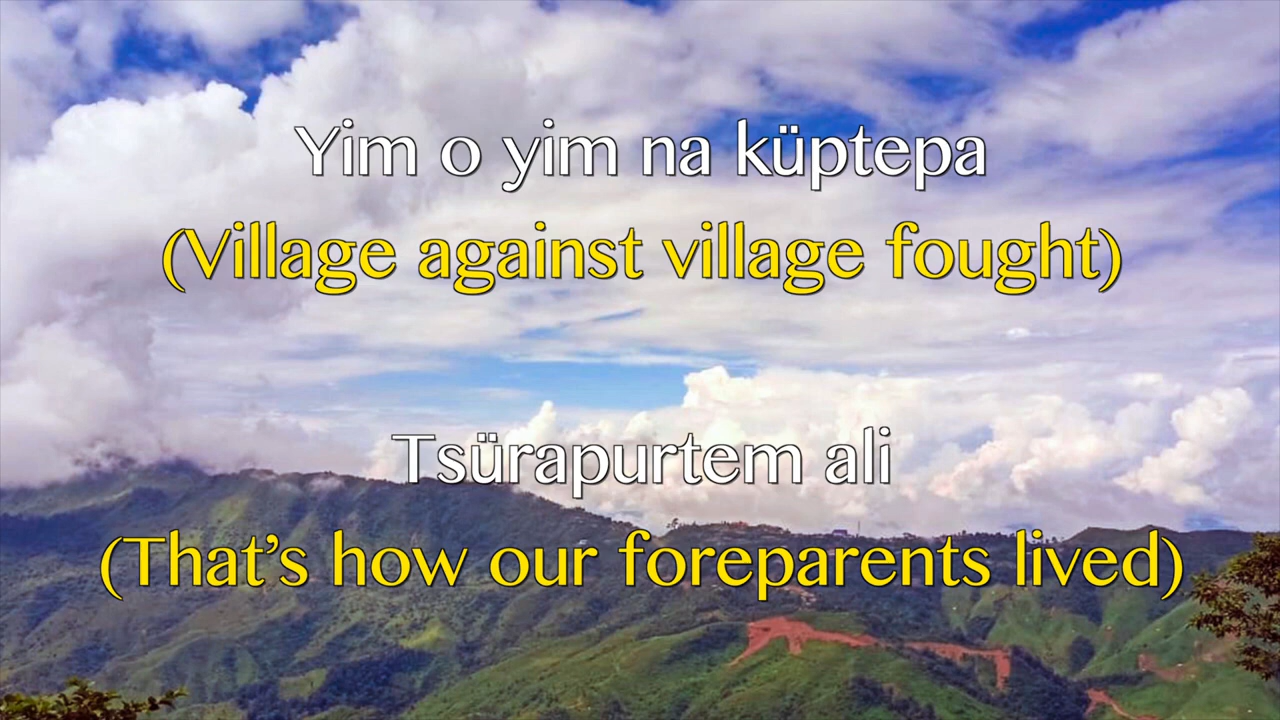 Yim o yim na küptepa
(Village against village fought)
Tsürapurtem ali
(That’s how our foreparents lived)